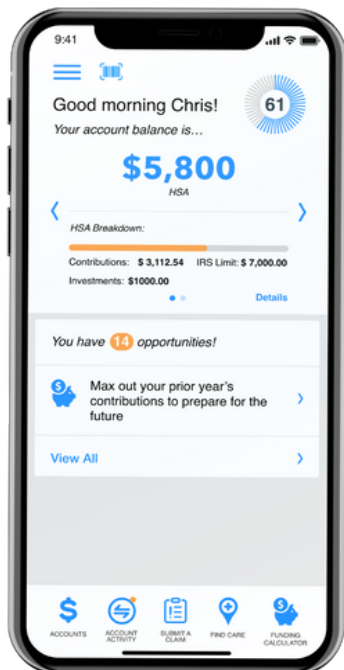 9:41
Good morning Chris!
61
Your account balance is...
$5,800
HSA
HSA Breakdown:
Contributions: $ 3,112.54 IRS Limit: $ 7,000.00
Investments: $1000.00
Details
You have 14 opportunities!
Max out your prior year's
contributions to prepare for the
future
View All
ACCOUNTS
ACCOUNT
ACTIVITY
SUBMIT A
CLAIM
FIND CARE
FUNDING
CALCULATOR